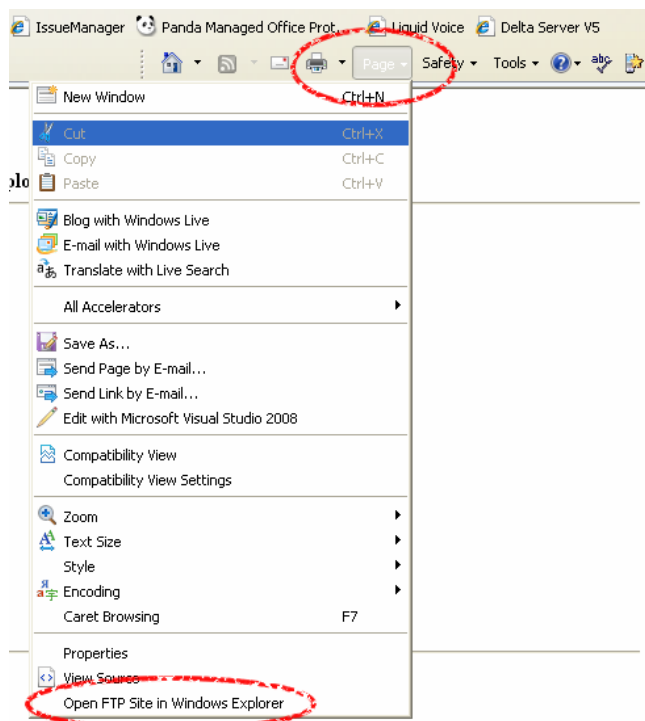 IssueManager Panda Managed Office Prot... Liquid Voice Delta Server V5
Page Safety Tools abc
New Window Ctrl+N
Cut Ctrl+X
Copy Ctrl+C
plo
Paste Ctrl+V
Blog with Windows Live
E-mail with Windows Live
Translate with Live Search
All Accelerators
Save As...
Send Page by E-mail...
Send Link by E-mail...
Edit with Microsoft Visual Studio 2008
Compatibility View
Compatibility View Settings
Zoom
Text Size
Style
Encoding
Caret Browsing F7
Properties
View Source
Open FTP Site in Windows Explorer